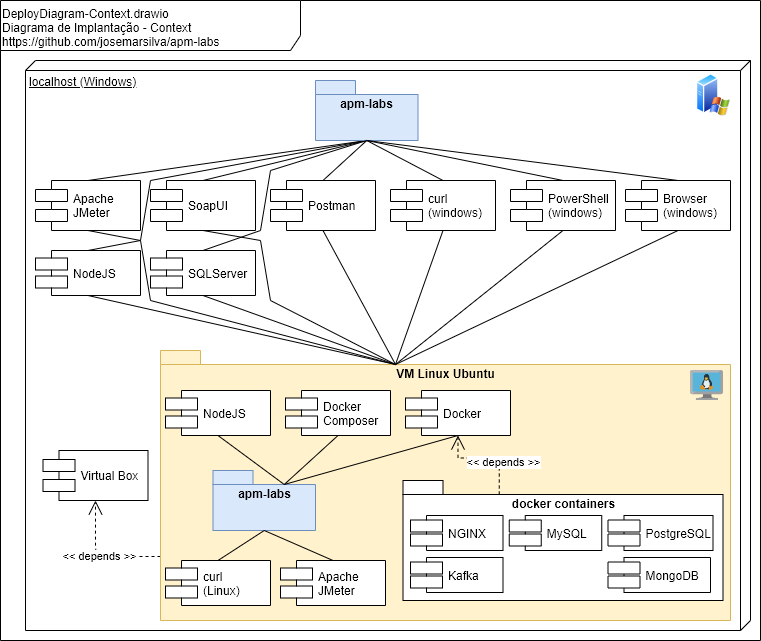 DeployDiagram-Context.drawio
Diagrama de Implantação - Context
https://github.com/josemarsilva/apm-labs
localhost (Windows)
apm-labs
Apache
JMeter
SoapUI
Postman
curl
(windows)
PowerShell
(windows)
Browser
(windows)
NodeJS
SQLServer
VM Linux Ubuntu
NodeJS
Docker
Composer
Docker
Virtual Box
<< depends >>
apm-labs
docker containers
NGINX
MySQL
PostgreSQL
Kafka
MongoDB
<< depends >>
curl
(Linux)
Apache
JMeter